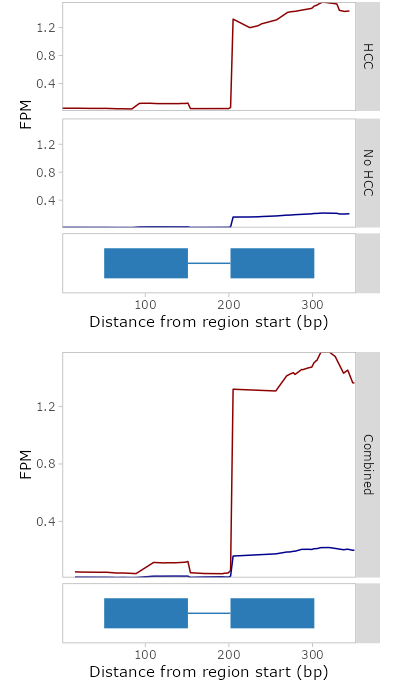 1.2
0.8
0.4
HCC
FPM
1.2
0.8
0.4
No HCC
100
200
300
Distance from region start (bp)
1.2
0.8
0.4
FPM
Combined
100
200
300
Distance from region start (bp)